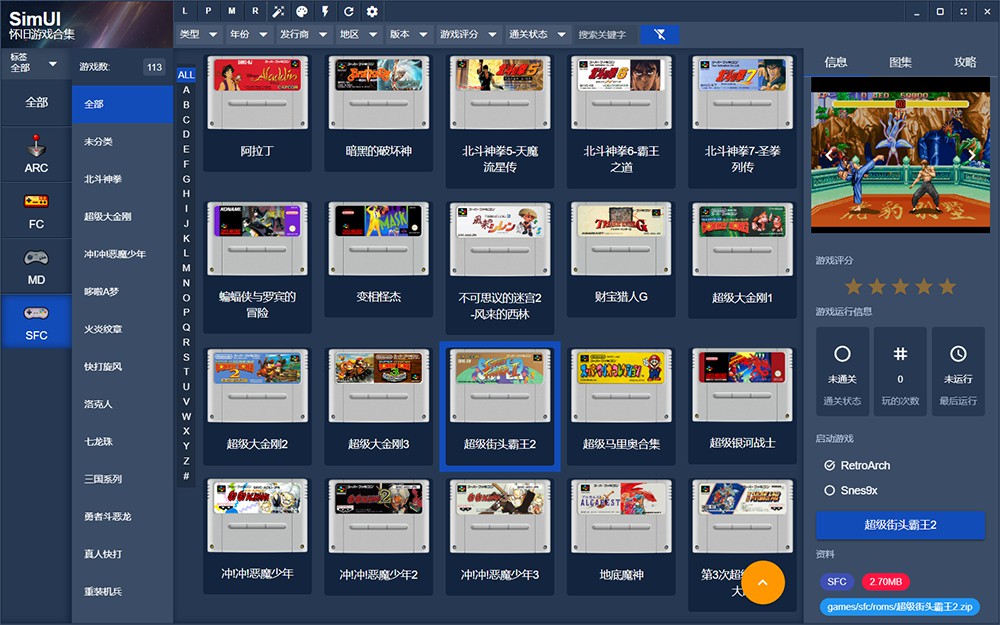 SimUI
怀旧游戏合集
L P M R
类型 年份 发行商 地区 版本 游戏评分 通关状态 搜索关键字
标签
全部
游戏数: 113
全部
ARC
FC
MD
SFC
全部
未分类
北斗神拳
超级大金刚
冲!冲!恶魔少年
哆啦A梦
火炎纹章
快打旋风
洛克人
七龙珠
三国系列
勇者斗恶龙
真人快打
重装机兵
ALL
A
B
C
D
E
F
G
H
I
J
K
L
M
N
O
P
Q
R
S
T
U
V
W
X
Y
Z
#
阿拉丁
暗黑的破坏神
北斗神拳5-天魔
流星传
北斗神拳6-霸王
之道
北斗神拳7-圣拳
列传
蝙蝠侠与罗宾的
冒险
变相怪杰
不可思议的迷宫2
-风来的西林
财宝猎人G
超级大金刚1
超级大金刚2
超级大金刚3
超级街头霸王2
超级马里奥合集
超级银河战士
冲!冲!恶魔少年
冲!冲!恶魔少年2
冲!冲!恶魔少年3
地底魔神
第3次超
大
信息 图集 攻略
游戏评分
游戏运行信息
未通关
通关状态
0
玩的次数
未运行
最后运行
启动游戏
RetroArch
Snes9x
超级街头霸王2
资料
SFC 2.70MB
games/sfc/roms/超级街头霸王2.zip